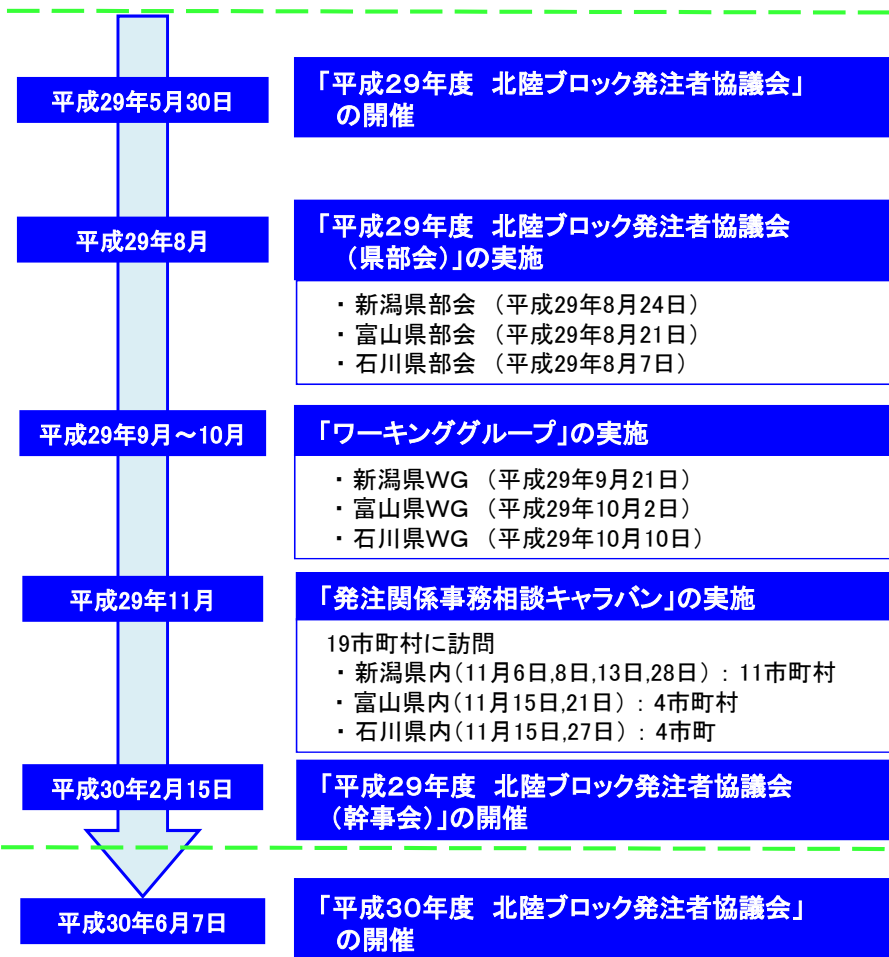 平成29年5月30日
「平成２９年度　北陸ブロック発注者協議会」
の開催
平成29年8月
「平成２９年度　北陸ブロック発注者協議会
（県部会）」の実施
・ 新潟県部会 （平成29年8月24日）
・ 富山県部会 （平成29年8月21日）
・ 石川県部会 （平成29年8月7日）
平成29年9月～10月
「ワーキンググループ」の実施
・ 新潟県ＷＧ （平成29年9月21日）
・ 富山県ＷＧ （平成29年10月2日）
・ 石川県ＷＧ （平成29年10月10日）
平成29年11月
「発注関係事務相談キャラバン」の実施
19市町村に訪問
・ 新潟県内（11月6日,8日,13日,28日）： 11市町村
・ 富山県内（11月15日,21日）： 4市町村
・ 石川県内（11月15日,27日）： 4市町
平成30年2月15日
「平成２９年度　北陸ブロック発注者協議会
（幹事会）」の開催
平成30年6月7日
「平成３０年度　北陸ブロック発注者協議会」
の開催